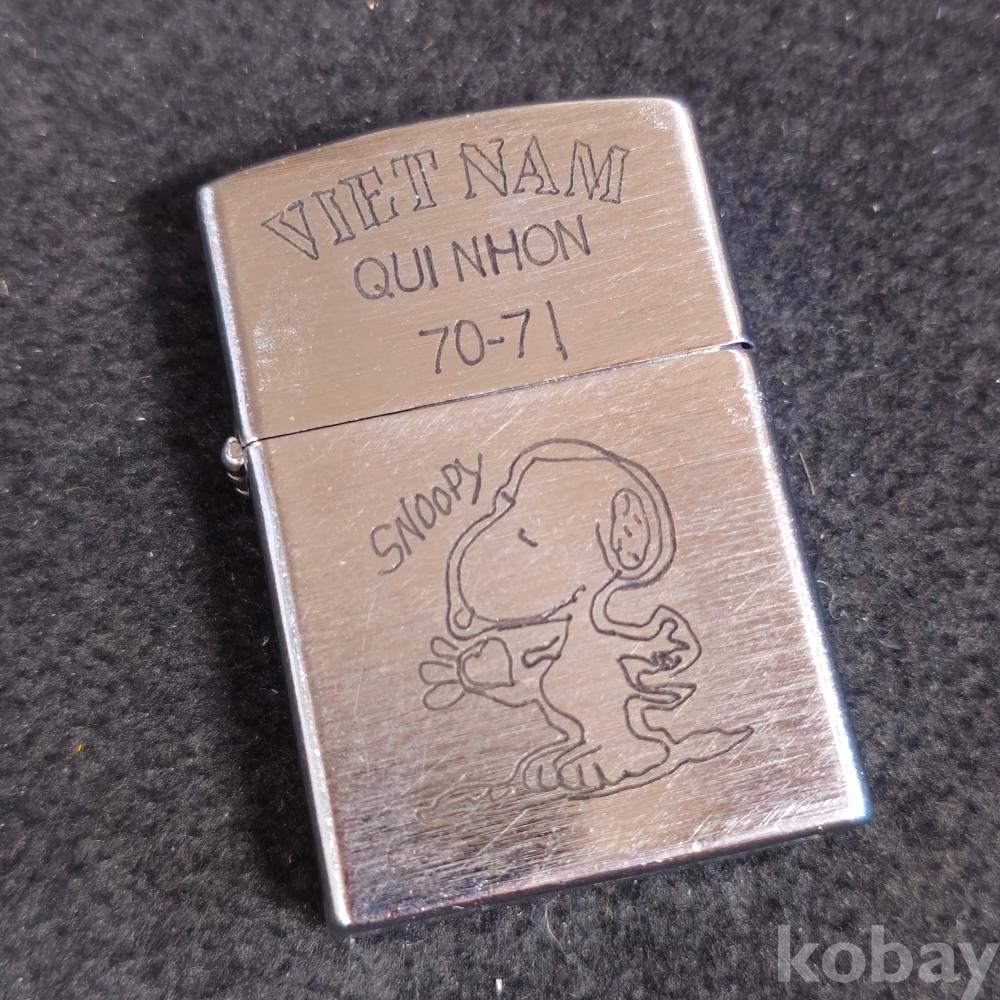 VIET NAM
QUI NHON
70-71
SNOOPY
kobay